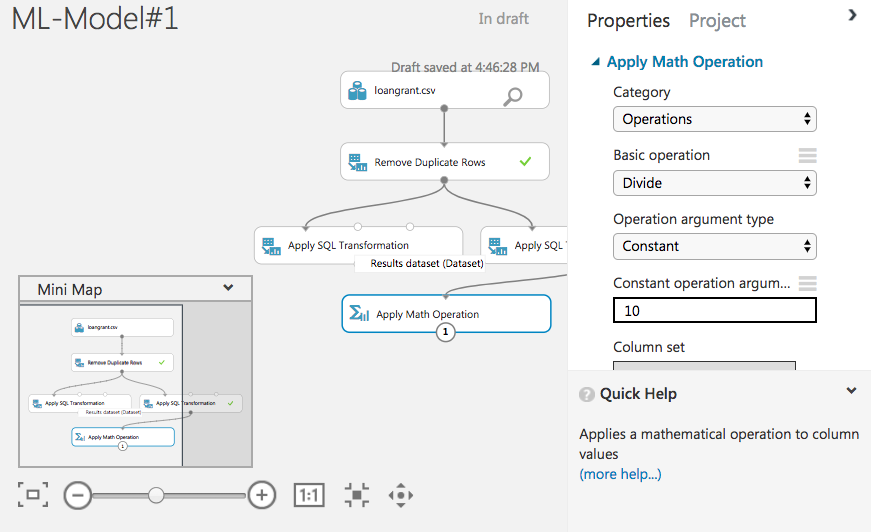 ML-Model#1
In draft
Draft saved at 4:46:28 PM
loangrant.csv
Remove Duplicate Rows
Apply SQL Transformation
Apply SQL T
Results dataset (Dataset)
Apply Math Operation
1
Mini Map
loangrant.csv
Remove Duplicate Rows
Apply SQL Transformation
Apply SQL Transformation
Results dataset (Dataset)
Apply Math Operation
1
1:1
Properties Project
Apply Math Operation
Category
Operations
Basic operation
Divide
Operation argument type
Constant
Constant operation argum...
10
Column set
? Quick Help
Applies a mathematical operation to column
values
(more help...)